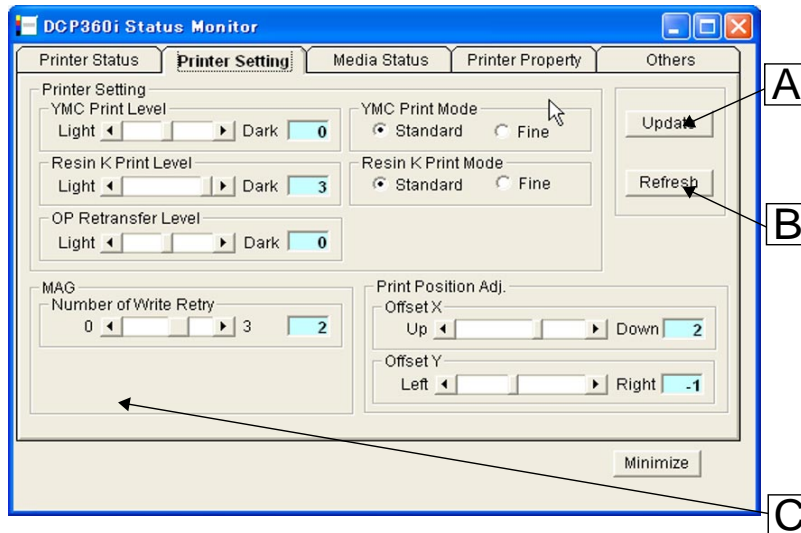 DCP360i Status Monitor
Printer Status Printer Setting Media Status Printer Property Others
Printer Setting
YMC Print Level
Light Dark 0
YMC Print Mode
Standard Fine
Resin K Print Level
Light Dark 3
Resin K Print Mode
Standard Fine
OP Retransfer Level
Light Dark 0
Update
Refresh
A
B
MAG
Number of Write Retry
0 3 2
Print Position Adj.
Offset X
Up Down 2
Offset Y
Left Right -1
Minimize
C